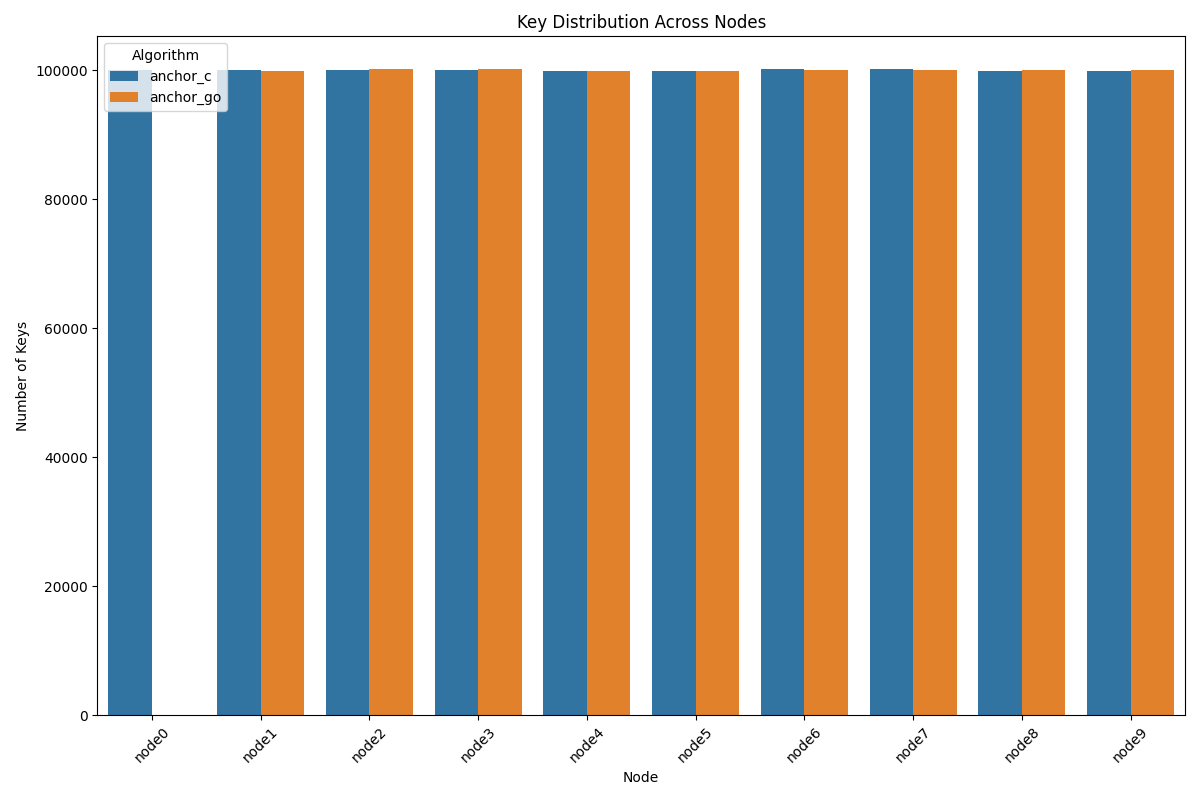 Key Distribution Across Nodes
Algorithm
anchor_c
anchor_go
100000
80000
60000
40000
20000
0
Number of Keys
node0
node1
node2
node3
node4
node5
node6
node7
node8
node9
Node